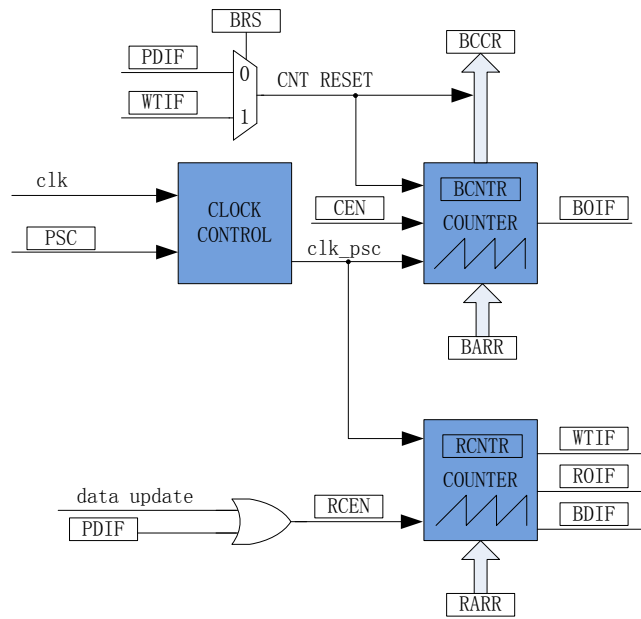 BRS
BCCR
PDIF
0
CNT RESET
WTIF
1
clk
CLOCK
CONTROL
BCNTR
CEN
COUNTER
BOIF
PSC
clk_psc
BARR
RCNTR
WTIF
COUNTER
ROIF
data update
RCEN
BDIF
PDIF
RARR